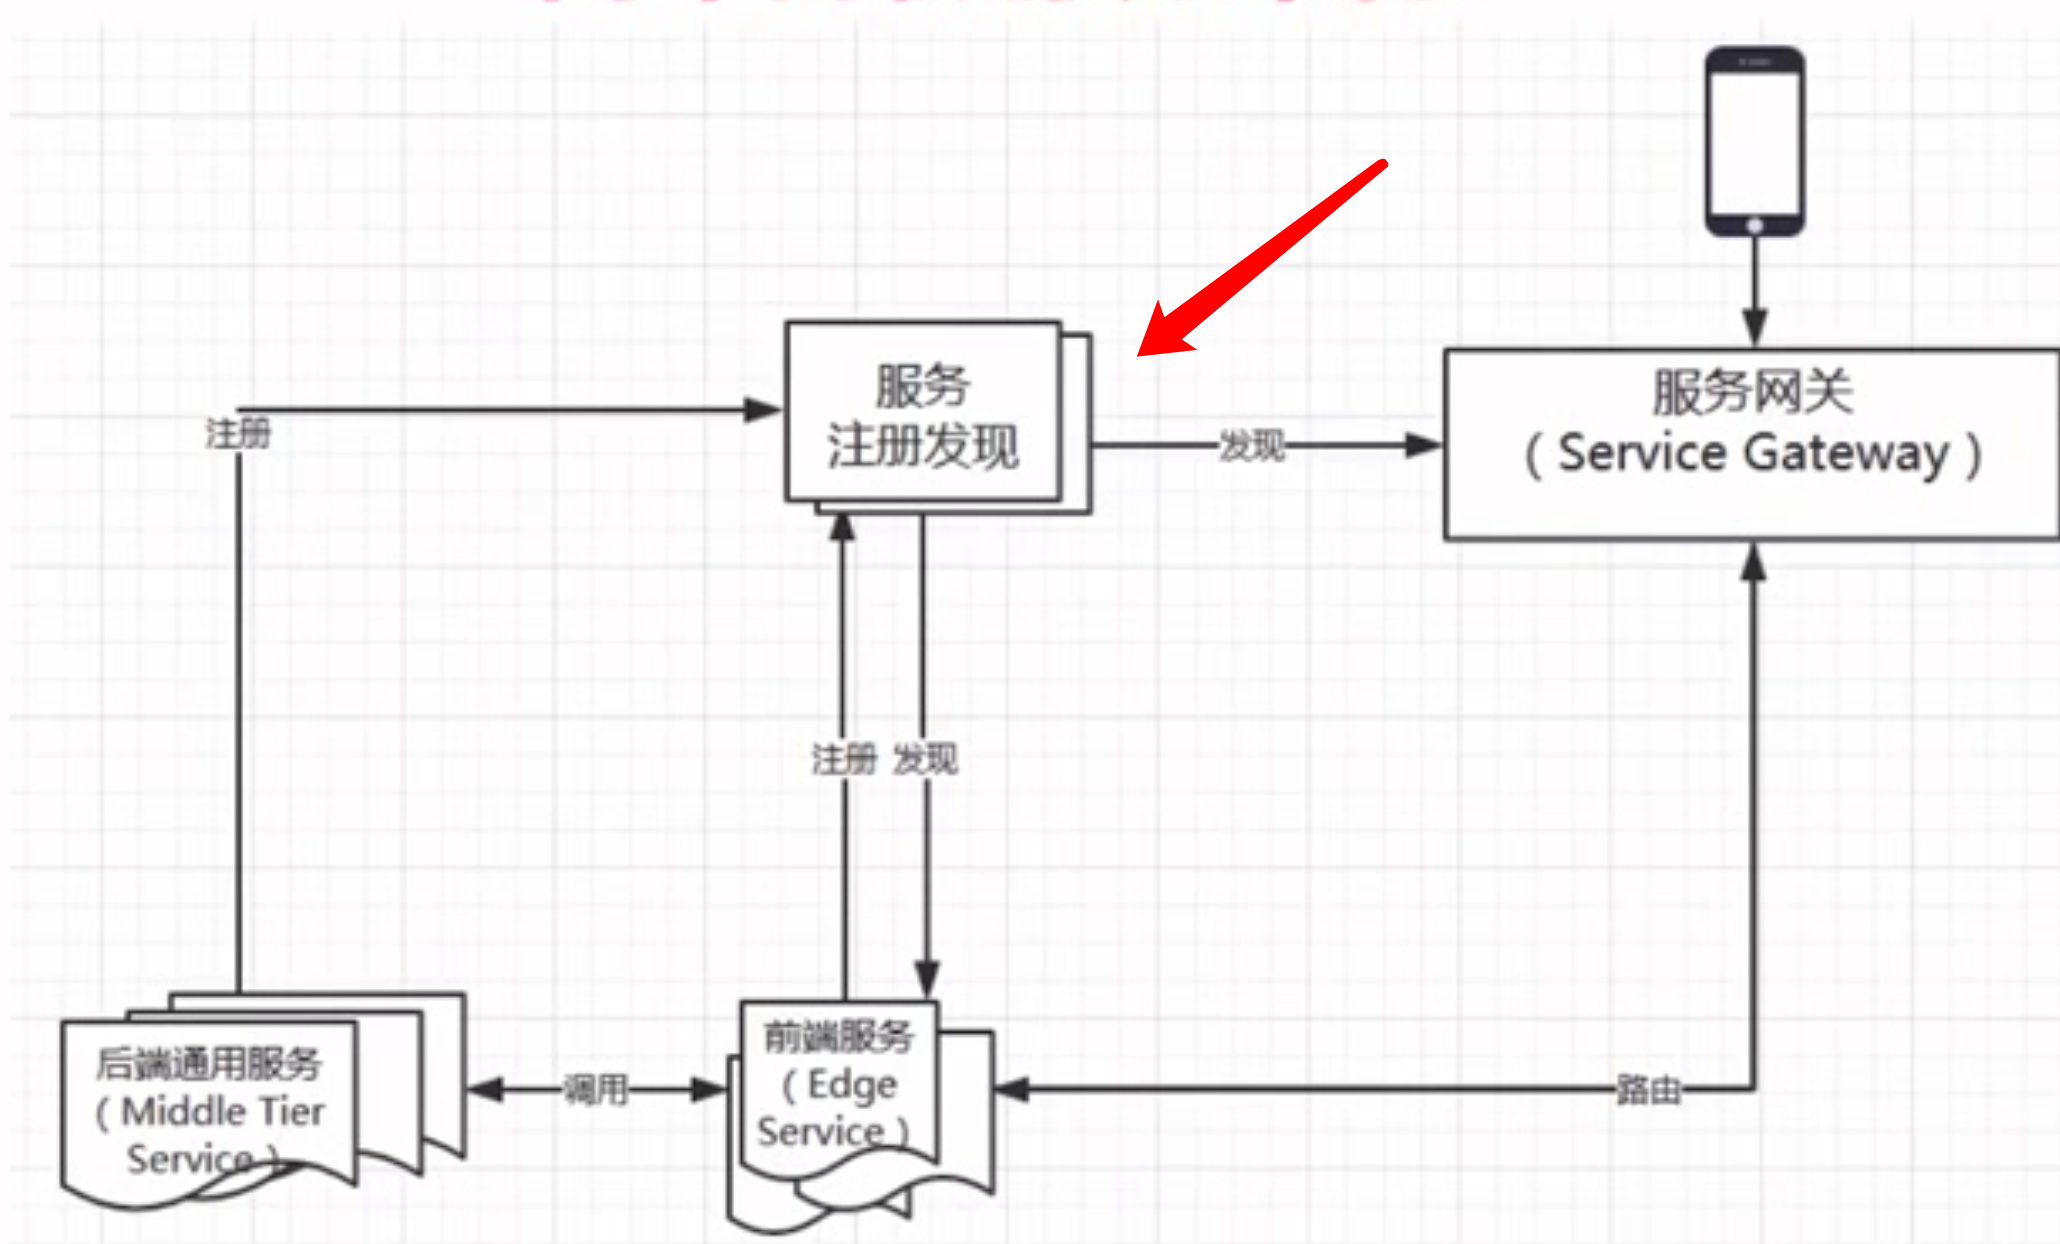 服务
注册发现
服务网关
（Service Gateway）
注册
发现
注册
发现
后端通用服务
（Middle Tier
Service）
调用
前端服务
（Edge
Service）
路由